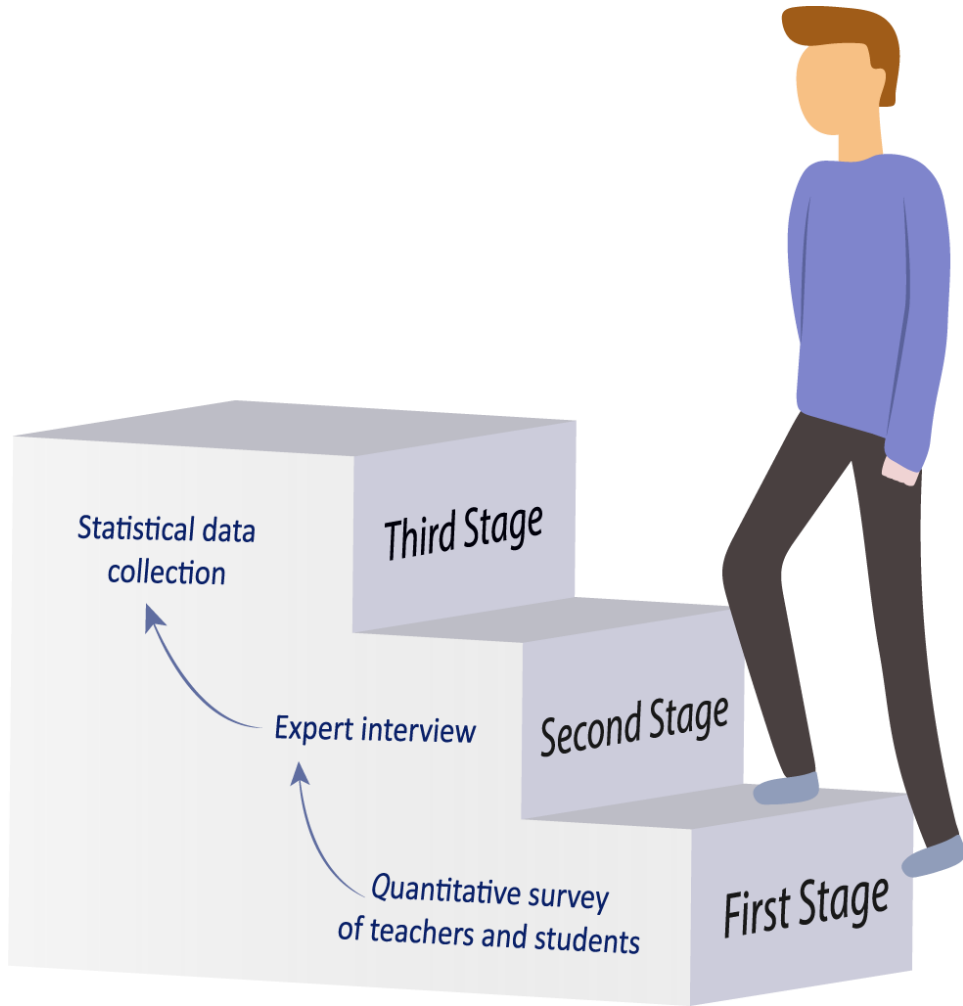 Third Stage
Statistical data
collection
Second Stage
Expert interview
First Stage
Quantitative survey
of teachers and students